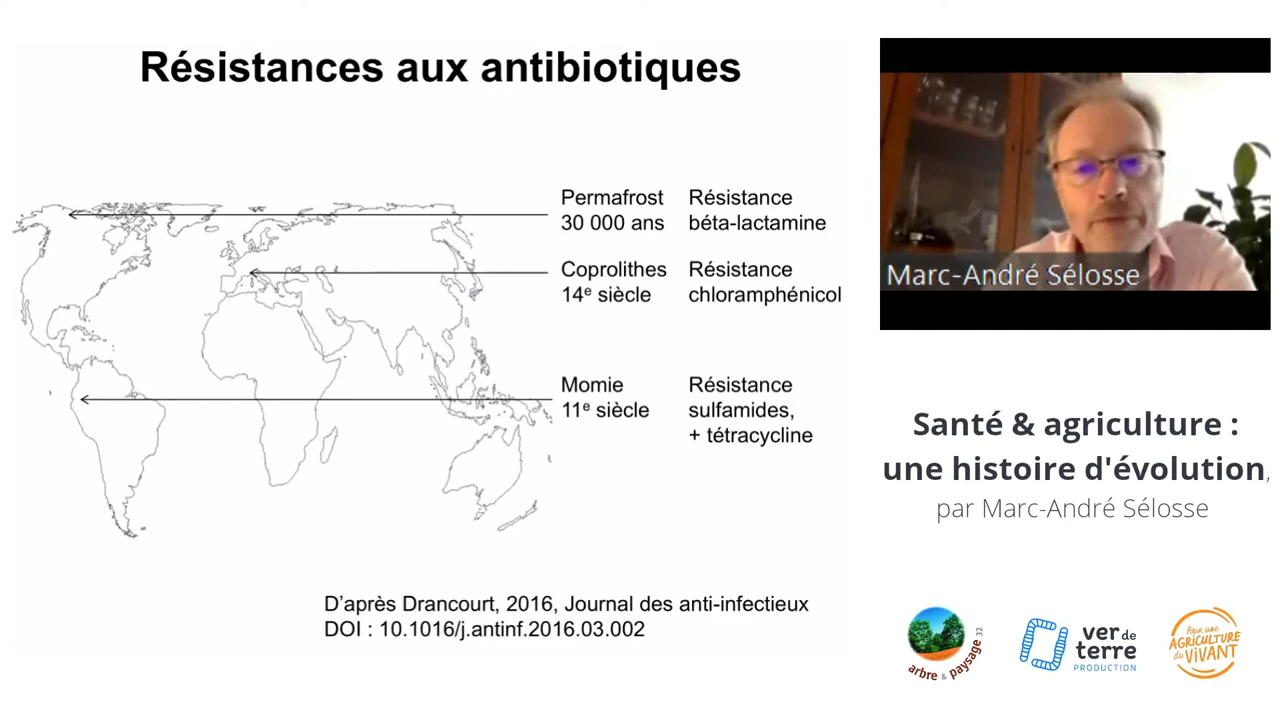 Résistances aux antibiotiques
Permafrost
30 000 ans
Résistance
béta-lactamine
Coprolithes
14e siècle
Résistance
chloramphénicol
Momie
11e siècle
Résistance
sulfamides,
+ tétracycline
D'après Drancourt, 2016, Journal des anti-infectieux
DOI : 10.1016/j.antinf.2016.03.002
Marc-André Sélosse
Santé & agriculture :
une histoire d'évolution,
par Marc-André Sélosse
arbre & paysage 32
ver de
terre
PRODUCTION
Pour une
AGRICULTURE
du ViVANT